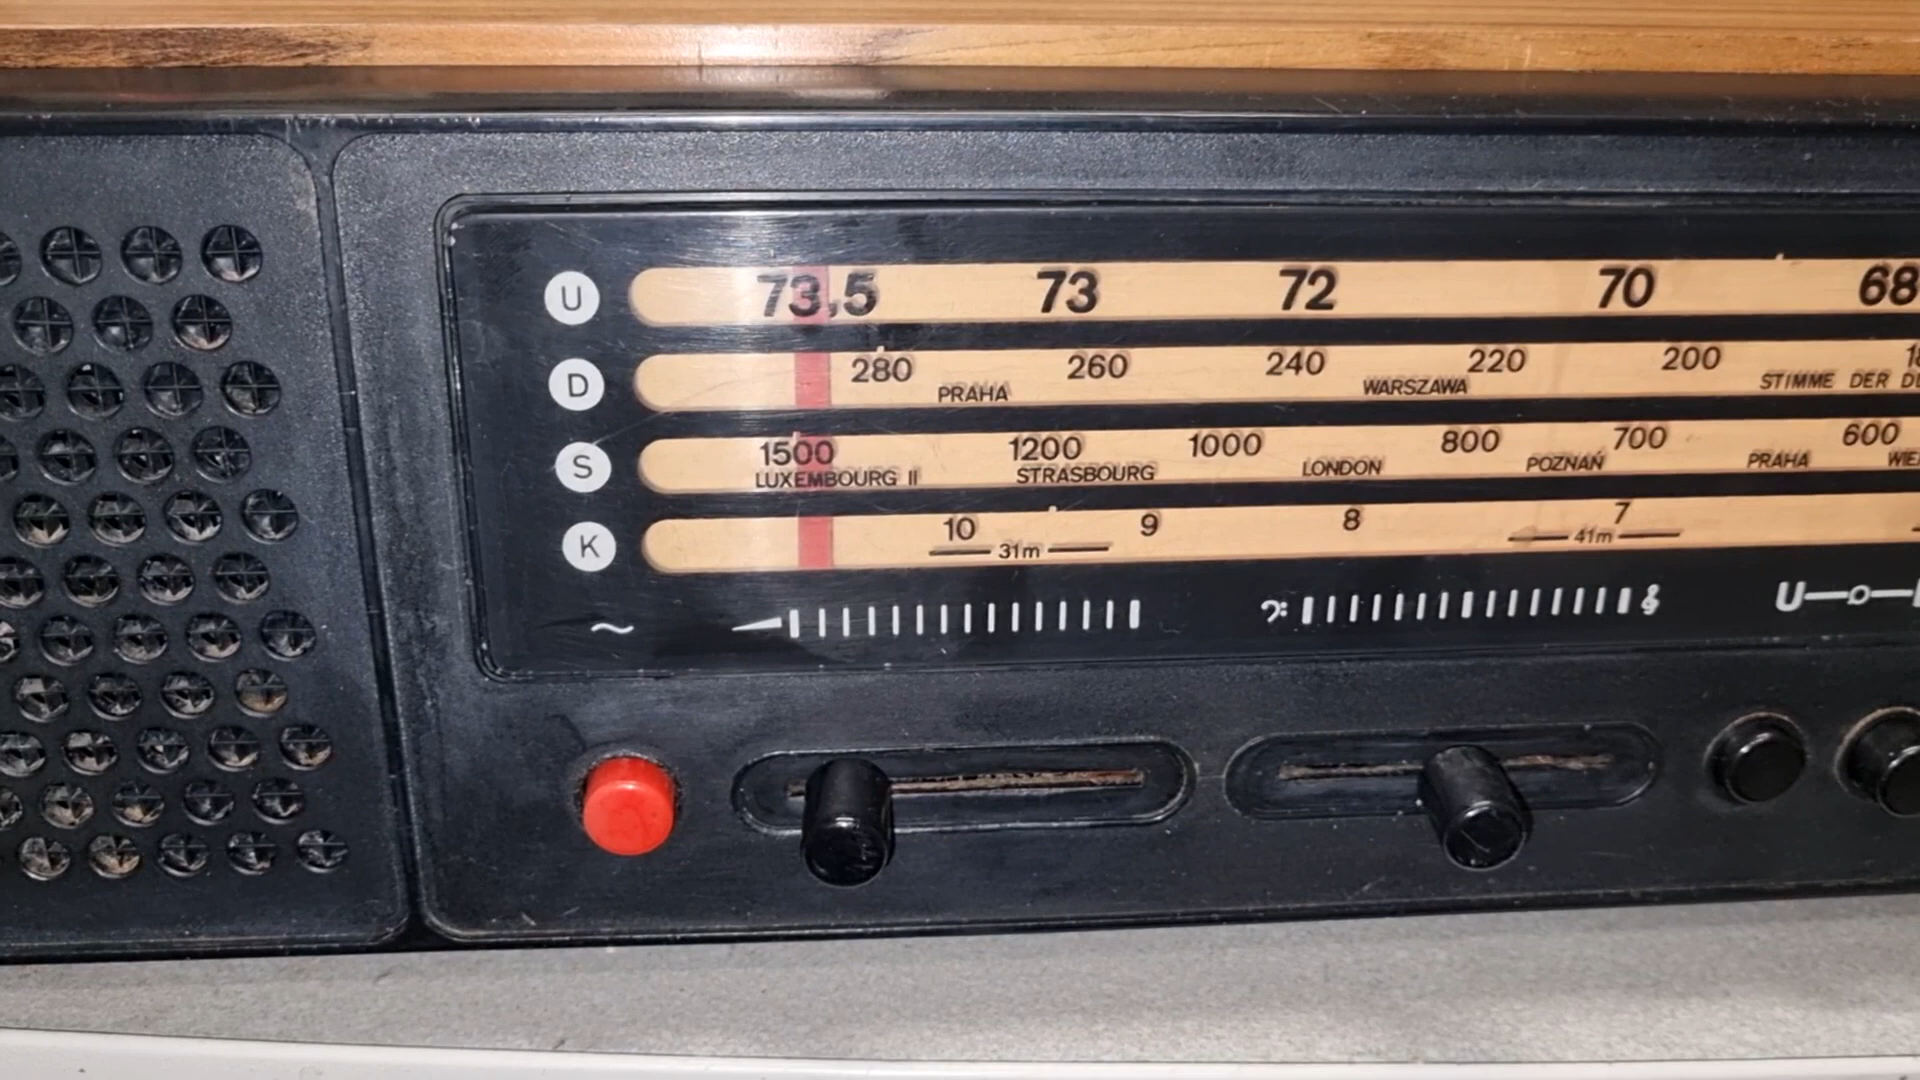 U 73,5 73 72 70 68
D 280 260 240 220 200
PRAHA WARSZAWA STIMME DER
S 1500 1200 1000 800 700 600
LUXEMBOURG II STRASBOURG LONDON POZNAŃ PRAHA
K 10 9 8 7
31m 41m
U